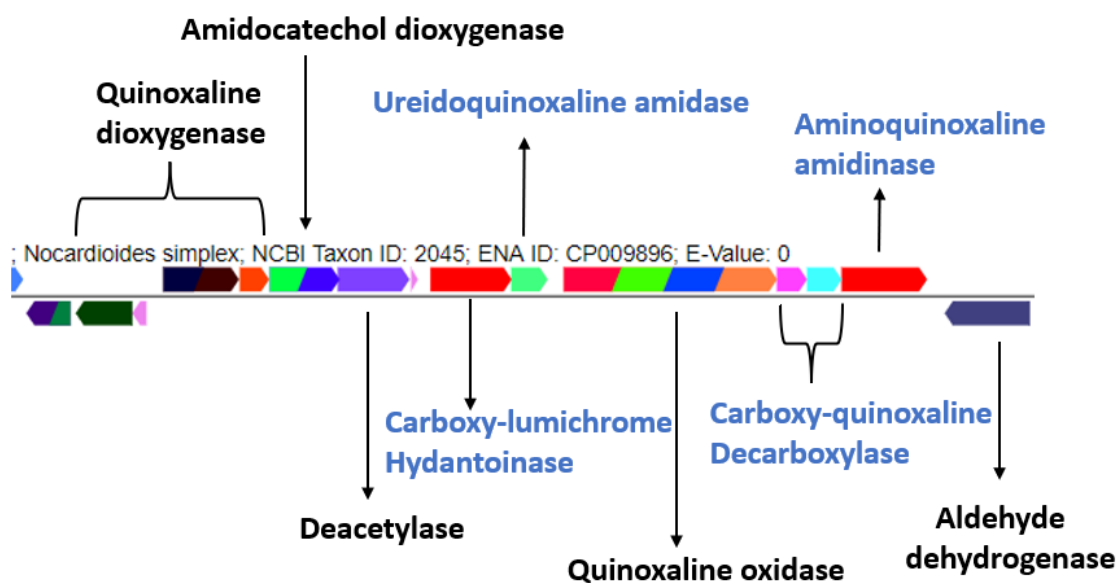 Amidocatechol dioxygenase
Quinoxaline
dioxygenase
Ureidoquinoxaline amidase
Aminoquinoxaline
amidinase
; Nocardioides simplex; NCBI Taxon ID: 2045; ENA ID: CP009896; E-Value: 0
Carboxy-lumichrome
Hydantoinase
Carboxy-quinoxaline
Decarboxylase
Deacetylase
Quinoxaline oxidase
Aldehyde
dehydrogenase